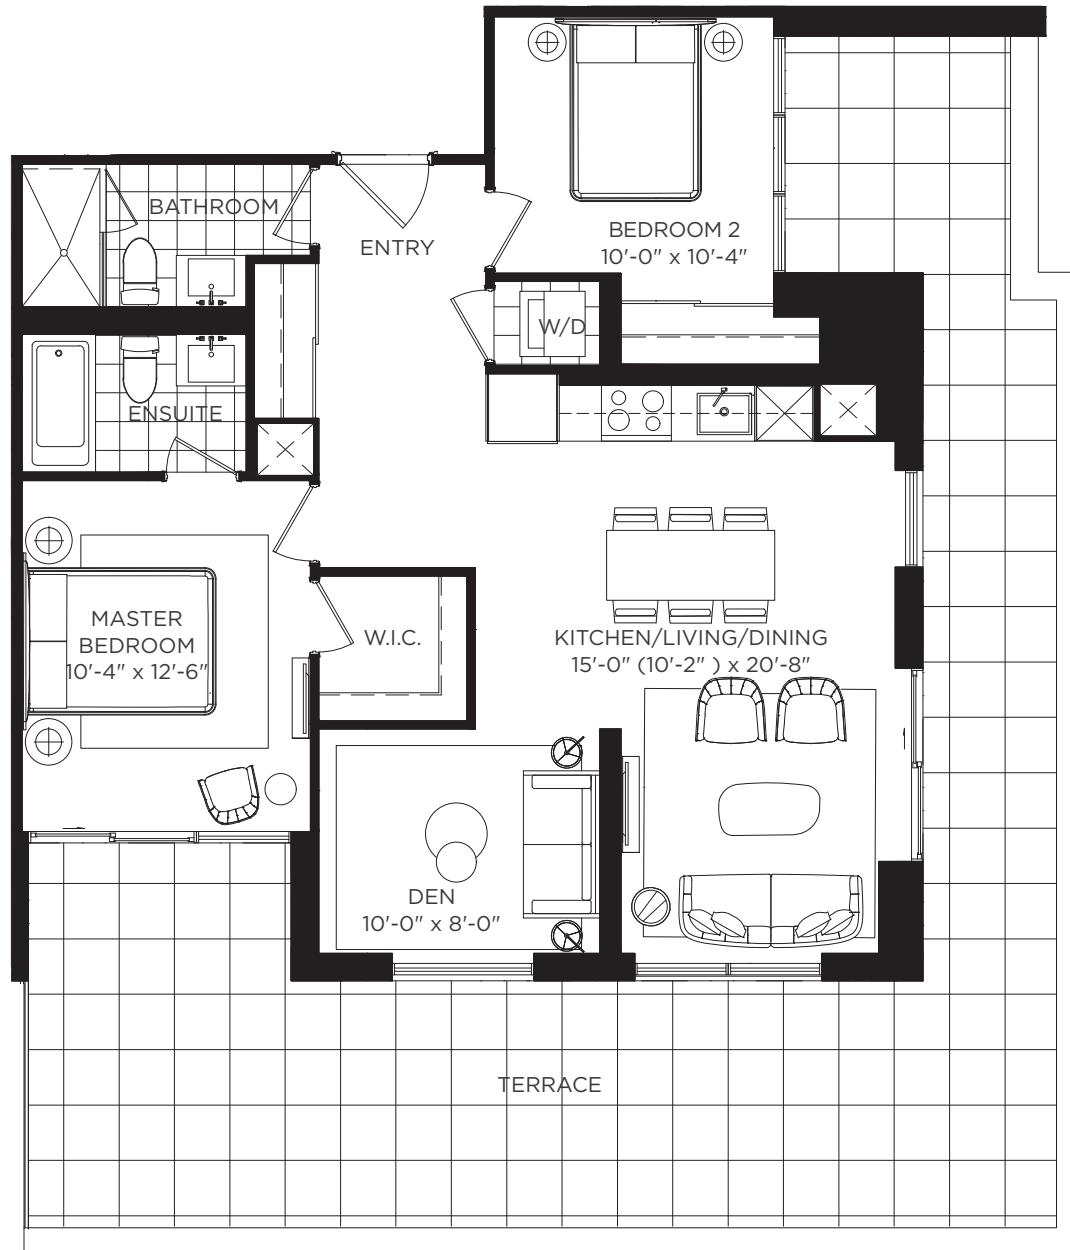 BATHROOM
ENTRY
BEDROOM 2
10'-0" x 10'-4"
W/D
ENSUITE
MASTER
BEDROOM
10'-4" x 12'-6"
W.I.C.
KITCHEN/LIVING/DINING
15'-0" (10'-2" ) x 20'-8"
DEN
10'-0" x 8'-0"
TERRACE